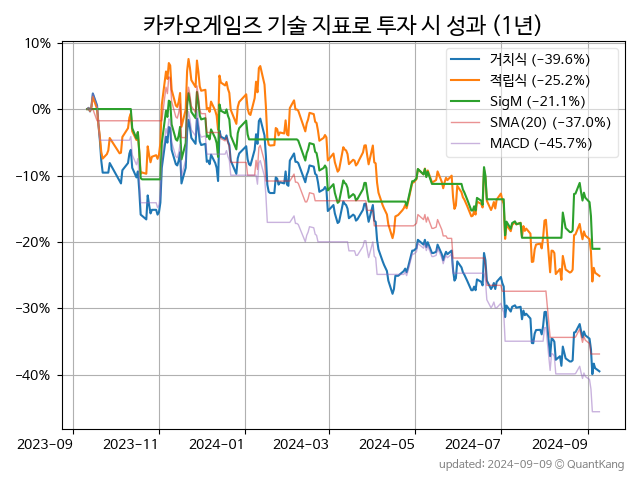 카카오게임즈 기술 지표로 투자 시 성과 (1년)
10%
0%
−10%
−20%
−30%
−40%
거치식 (−39.6%)
적립식 (−25.2%)
SigM (−21.1%)
SMA(20) (−37.0%)
MACD (−45.7%)
2023-09
2023-11
2024-01
2024-03
2024-05
2024-07
2024-09
updated: 2024-09-09 © QuantKang